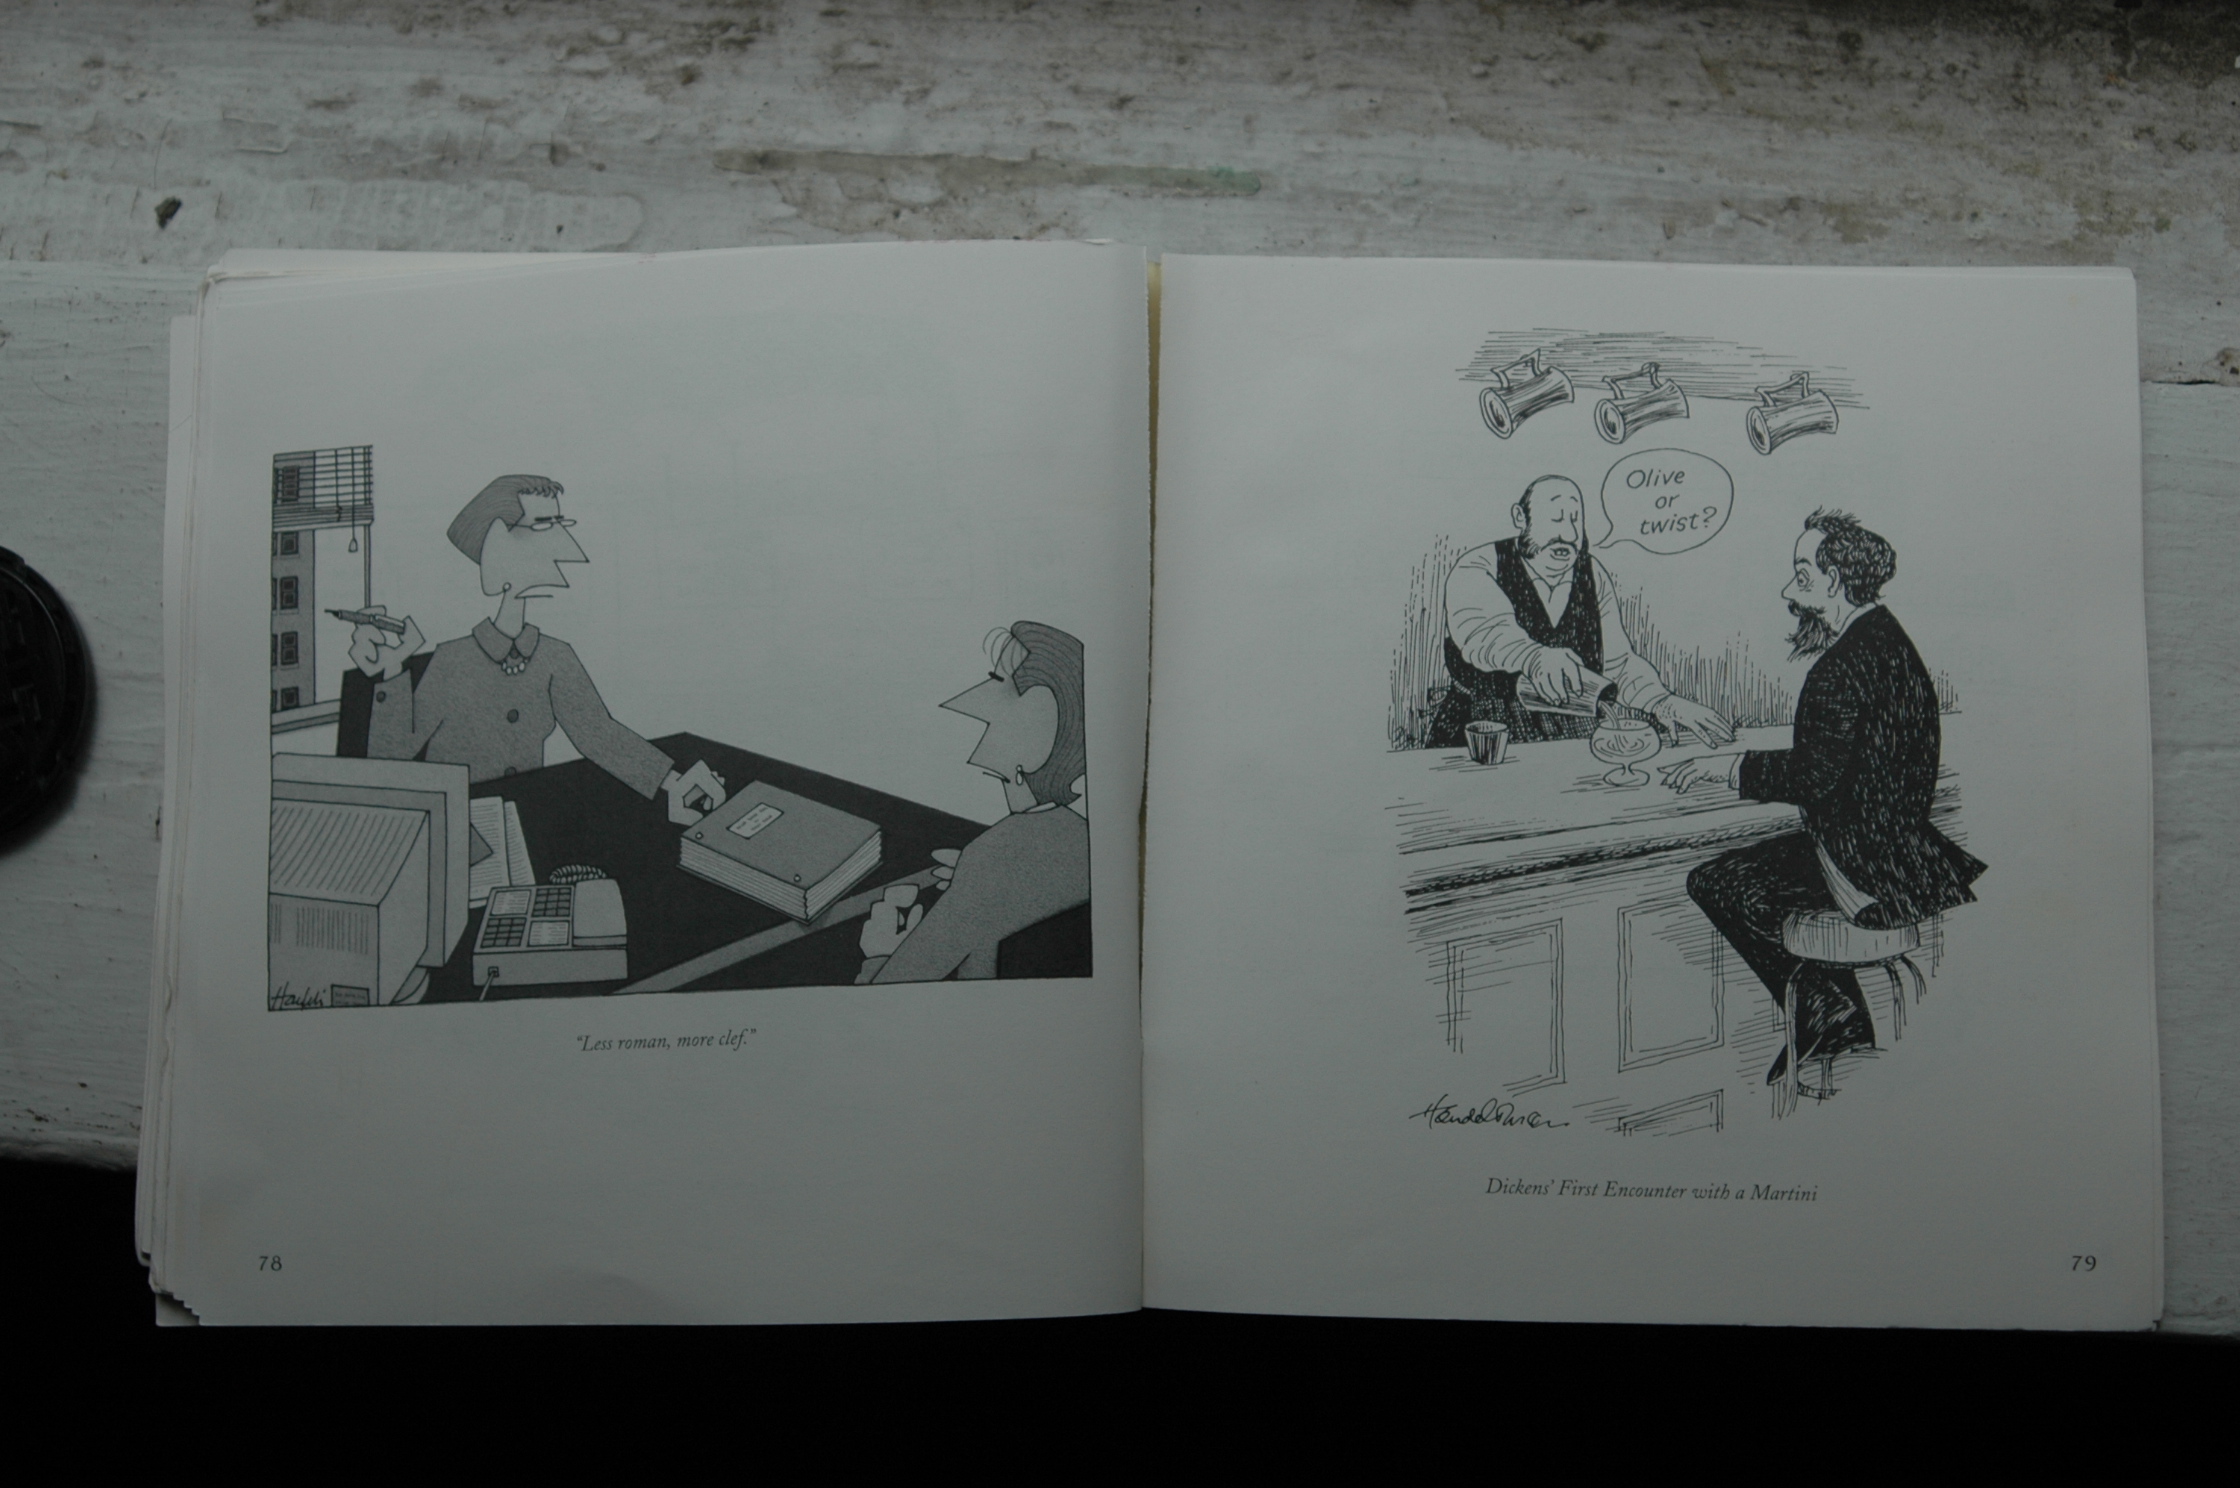 "Less roman, more clef."
78
Olive
or
twist?
Dickens' First Encounter with a Martini
79